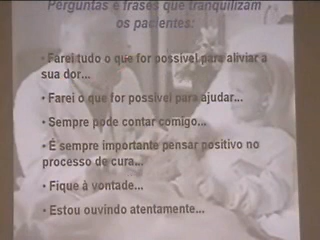 Perguntas e frases que tranquilizam
os pacientes:
• Farei tudo o que for possível para aliviar a
sua dor...
• Farei o que for possível para ajudar...
• Sempre pode contar comigo...
• É sempre importante pensar positivo no
processo de cura...
• Fique à vontade...
• Estou ouvindo atentamente...